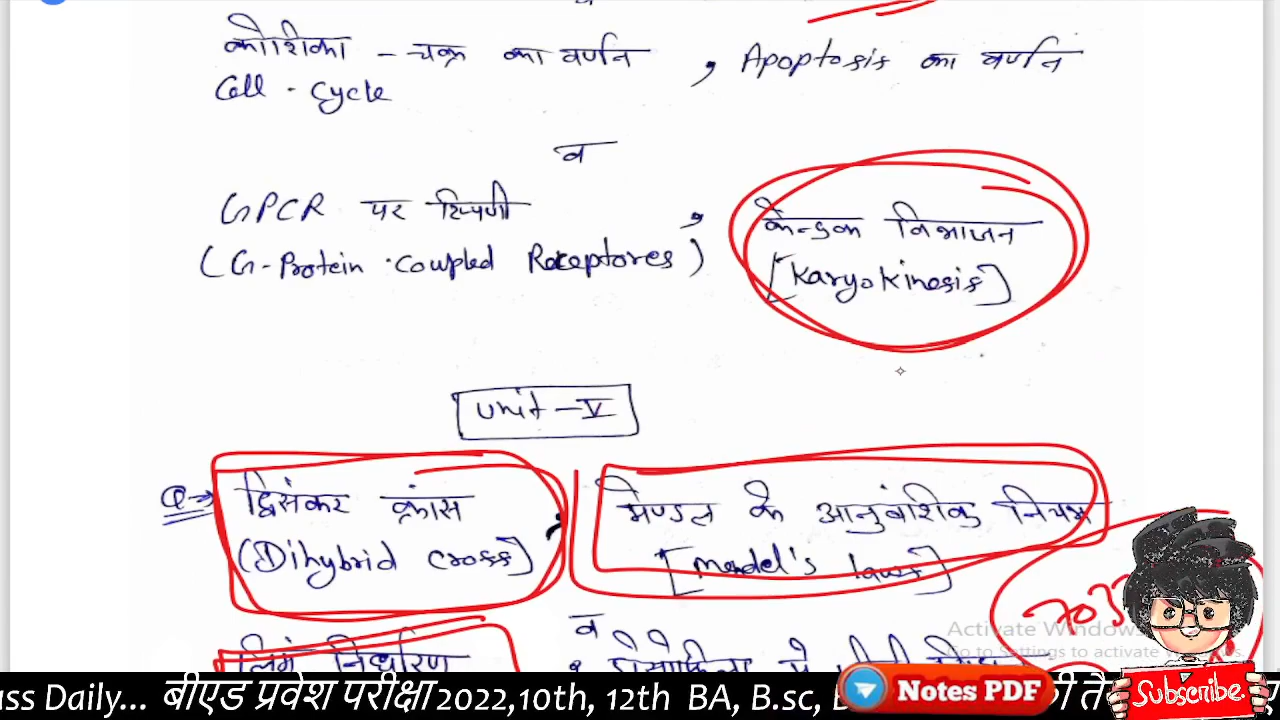 कोशिका - चक्र का वर्णन , Apoptosis का वर्णन
Cell - Cycle
व
GPCR पर टिप्पणी , केन्द्रक विभाजन
(G-Protein Coupled Receptores) [Karyokinesis]
Unit-V
Q→ द्विसंकर क्रांस , मेण्डल के आनुवांशिक नियम
(Dihybrid cross) [Mendel's laws]
व
लिंग निर्धारण
703
Activate Windows
Go to Settings to activate Windows.
ass Daily... बीएड प्रवेश परीक्षा 2022,10th, 12th BA, B.sc,
Notes PDF
Subscribe